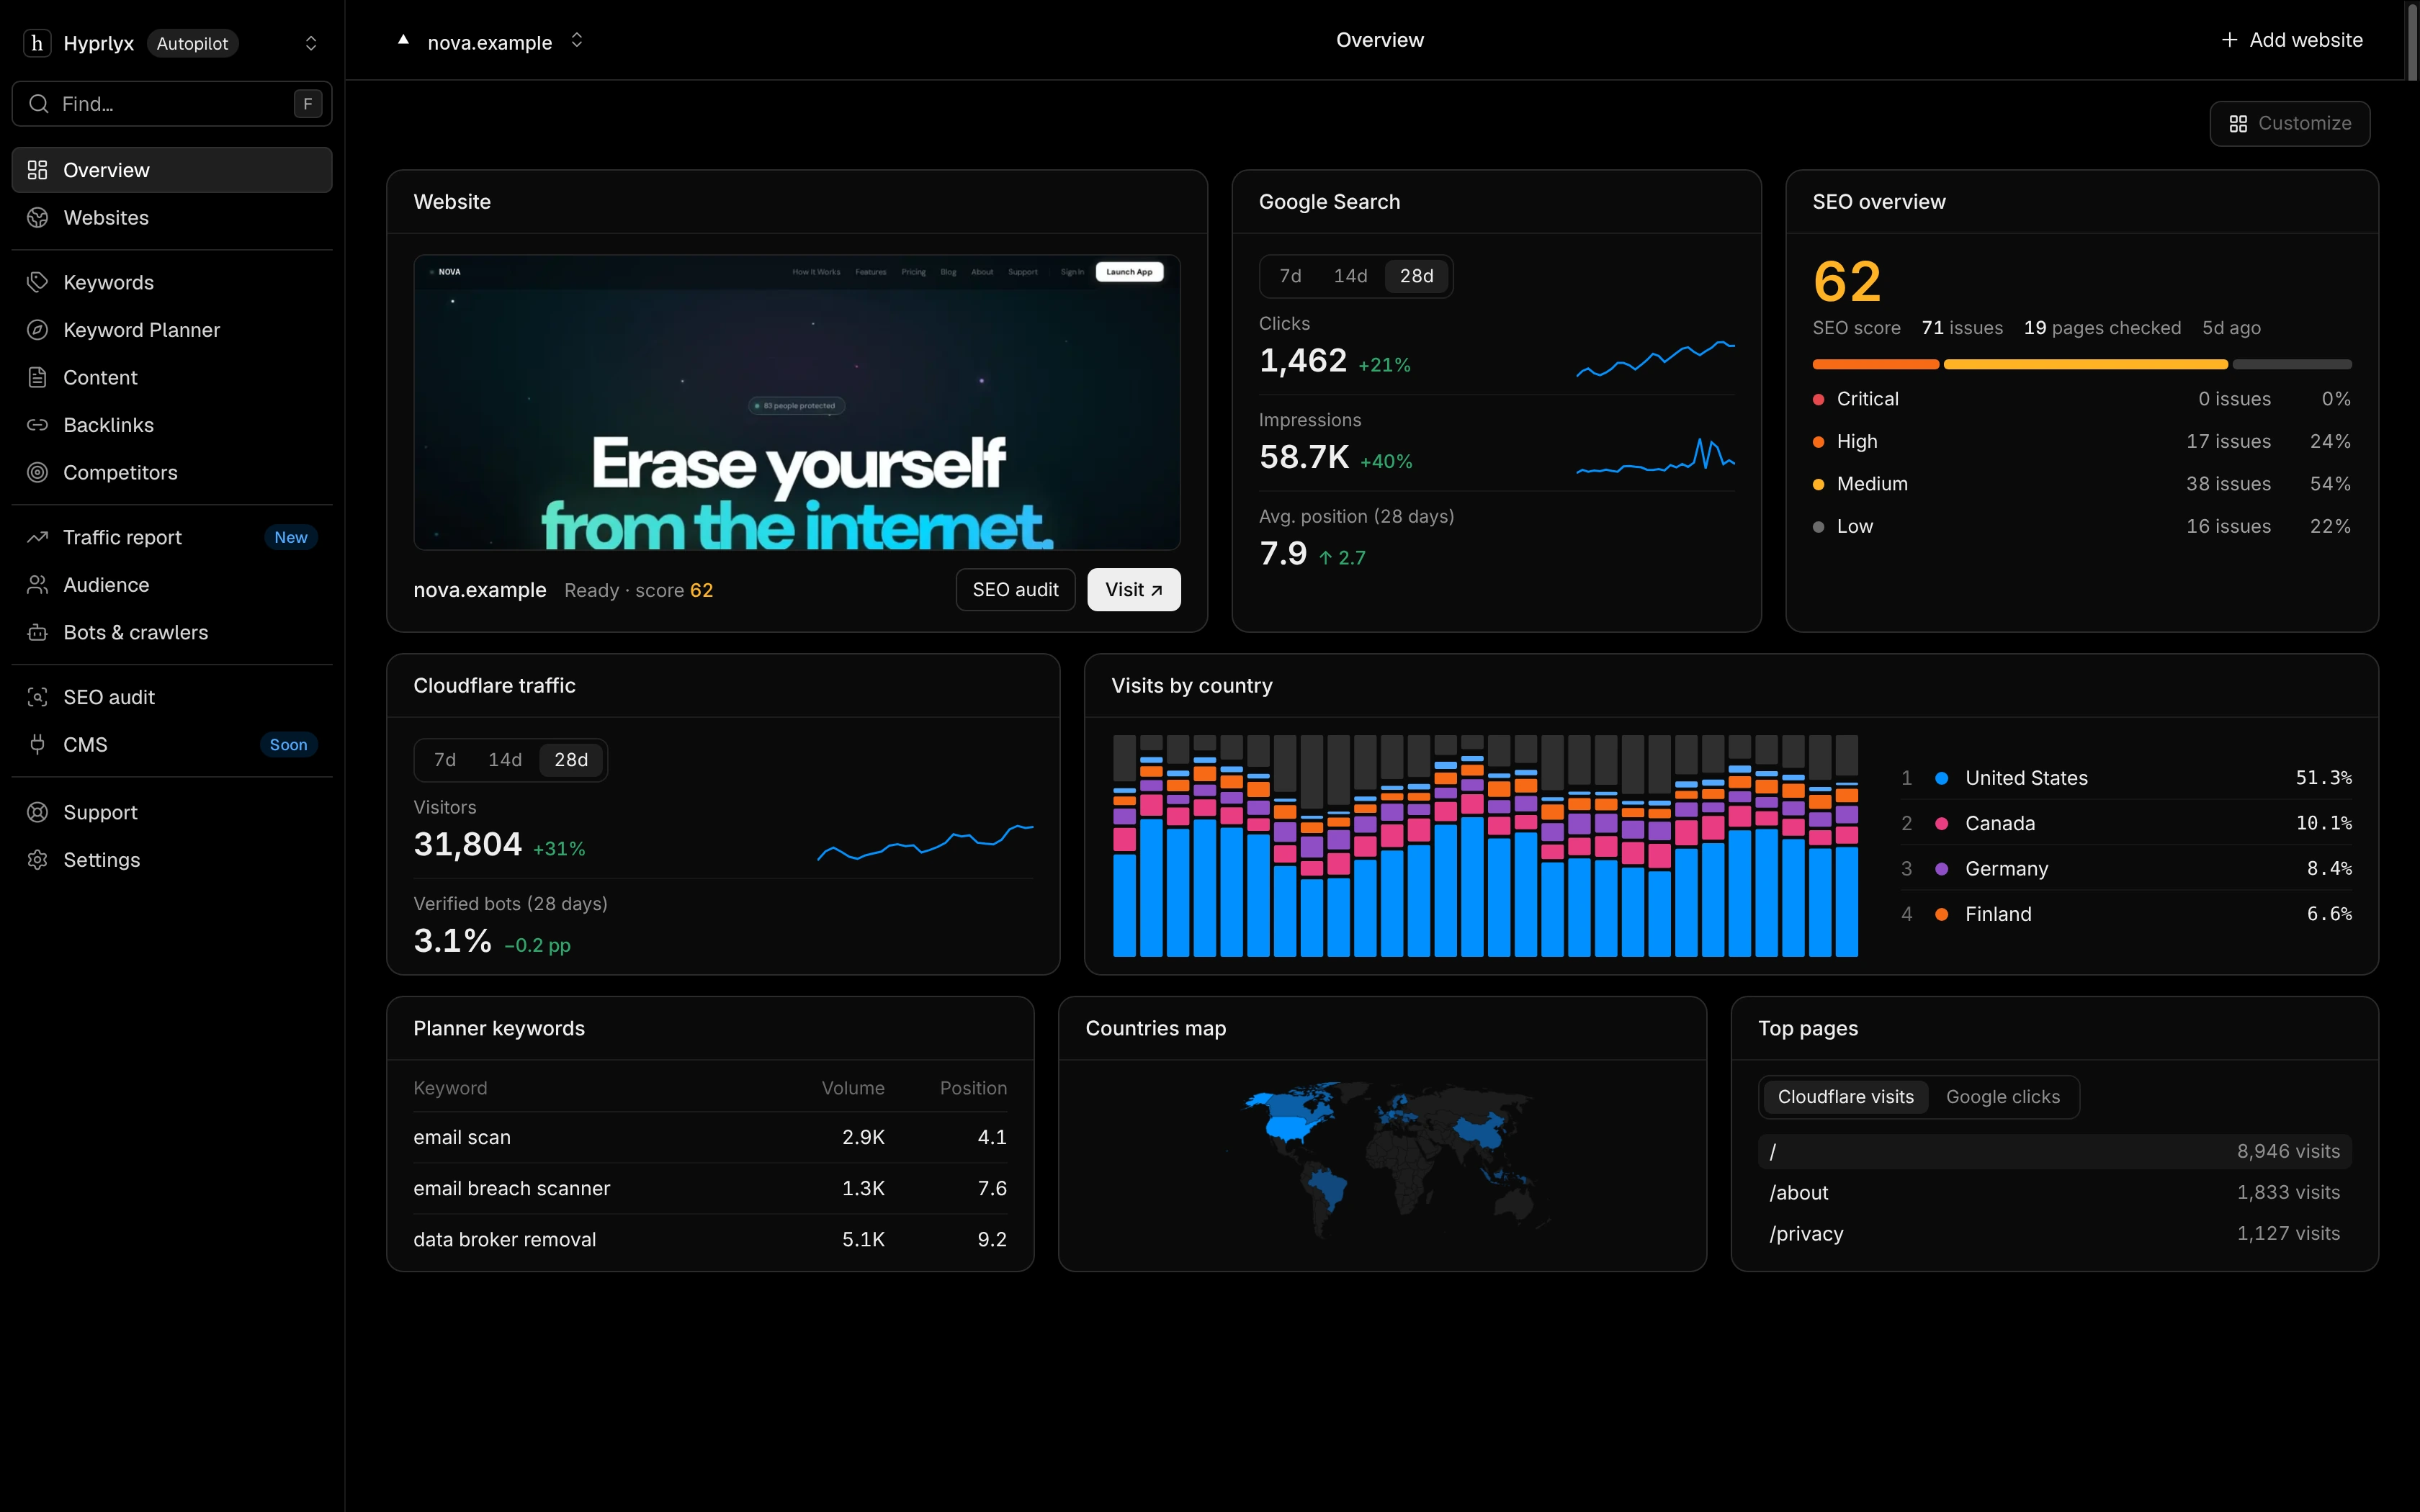 h Hyprlyx Autopilot
Find... F
Overview
Websites
Keywords
Keyword Planner
Content
Backlinks
Competitors
Traffic report New
Audience
Bots & crawlers
SEO audit
CMS Soon
Support
Settings
nova.example
Overview
+ Add website
Customize
Website
NOVA How It Works Features Pricing Blog About Support Sign In Launch App
83 people protected
Erase yourself
from the internet.
nova.example Ready · score 62 SEO audit Visit ↗
Google Search
7d 14d 28d
Clicks
1,462 +21%
Impressions
58.7K +40%
Avg. position (28 days)
7.9 ↑ 2.7
SEO overview
62
SEO score 71 issues 19 pages checked 5d ago
Critical 0 issues 0%
High 17 issues 24%
Medium 38 issues 54%
Low 16 issues 22%
Cloudflare traffic
7d 14d 28d
Visitors
31,804 +31%
Verified bots (28 days)
3.1% −0.2 pp
Visits by country
1 United States 51.3%
2 Canada 10.1%
3 Germany 8.4%
4 Finland 6.6%
Planner keywords
Keyword Volume Position
email scan 2.9K 4.1
email breach scanner 1.3K 7.6
data broker removal 5.1K 9.2
Countries map
Top pages
Cloudflare visits Google clicks
/ 8,946 visits
/about 1,833 visits
/privacy 1,127 visits